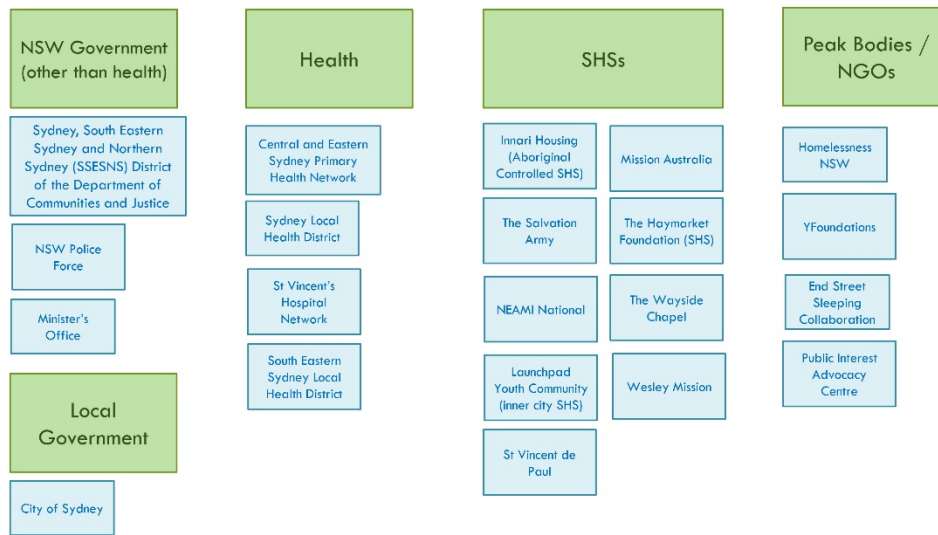 NSW Government
(other than health)
Sydney, South Eastern
Sydney and Northern
Sydney (SSESNS) District
of the Department of
Communities and Justice
NSW Police
Force
Minister's
Office
Local
Government
City of Sydney
Health
Central and Eastern
Sydney Primary
Health Network
Sydney Local
Health District
St Vincent's
Hospital
Network
South Eastern
Sydney Local
Health District
SHSs
Innari Housing
(Aboriginal
Controlled SHS)
Mission Australia
The Salvation
Army
The Haymarket
Foundation (SHS)
NEAMI National
The Wayside
Chapel
Launchpad
Youth Community
(inner city SHS)
Wesley Mission
St Vincent de
Paul
Peak Bodies /
NGOs
Homelessness
NSW
YFoundations
End Street
Sleeping
Collaboration
Public Interest
Advocacy
Centre